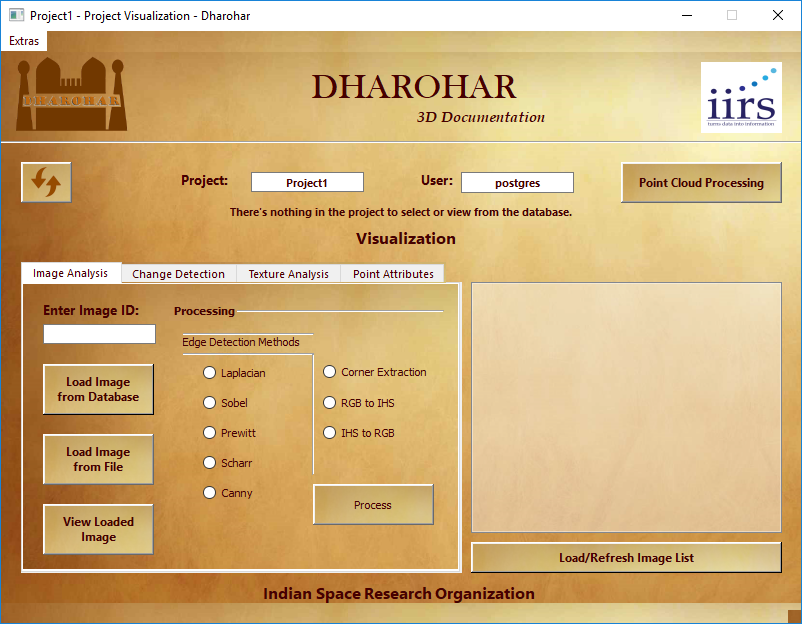 Project1 - Project Visualization - Dharohar
Extras
DHAROHAR
DHAROHAR
3D Documentation
iirs
turns data into information
Project:
Project1
User:
postgres
Point Cloud Processing
There's nothing in the project to select or view from the database.
Visualization
Image Analysis
Change Detection
Texture Analysis
Point Attributes
Enter Image ID:
Load Image
from Database
Load Image
from File
View Loaded
Image
Processing
Edge Detection Methods
Laplacian
Sobel
Prewitt
Scharr
Canny
Corner Extraction
RGB to IHS
IHS to RGB
Process
Load/Refresh Image List
Indian Space Research Organization